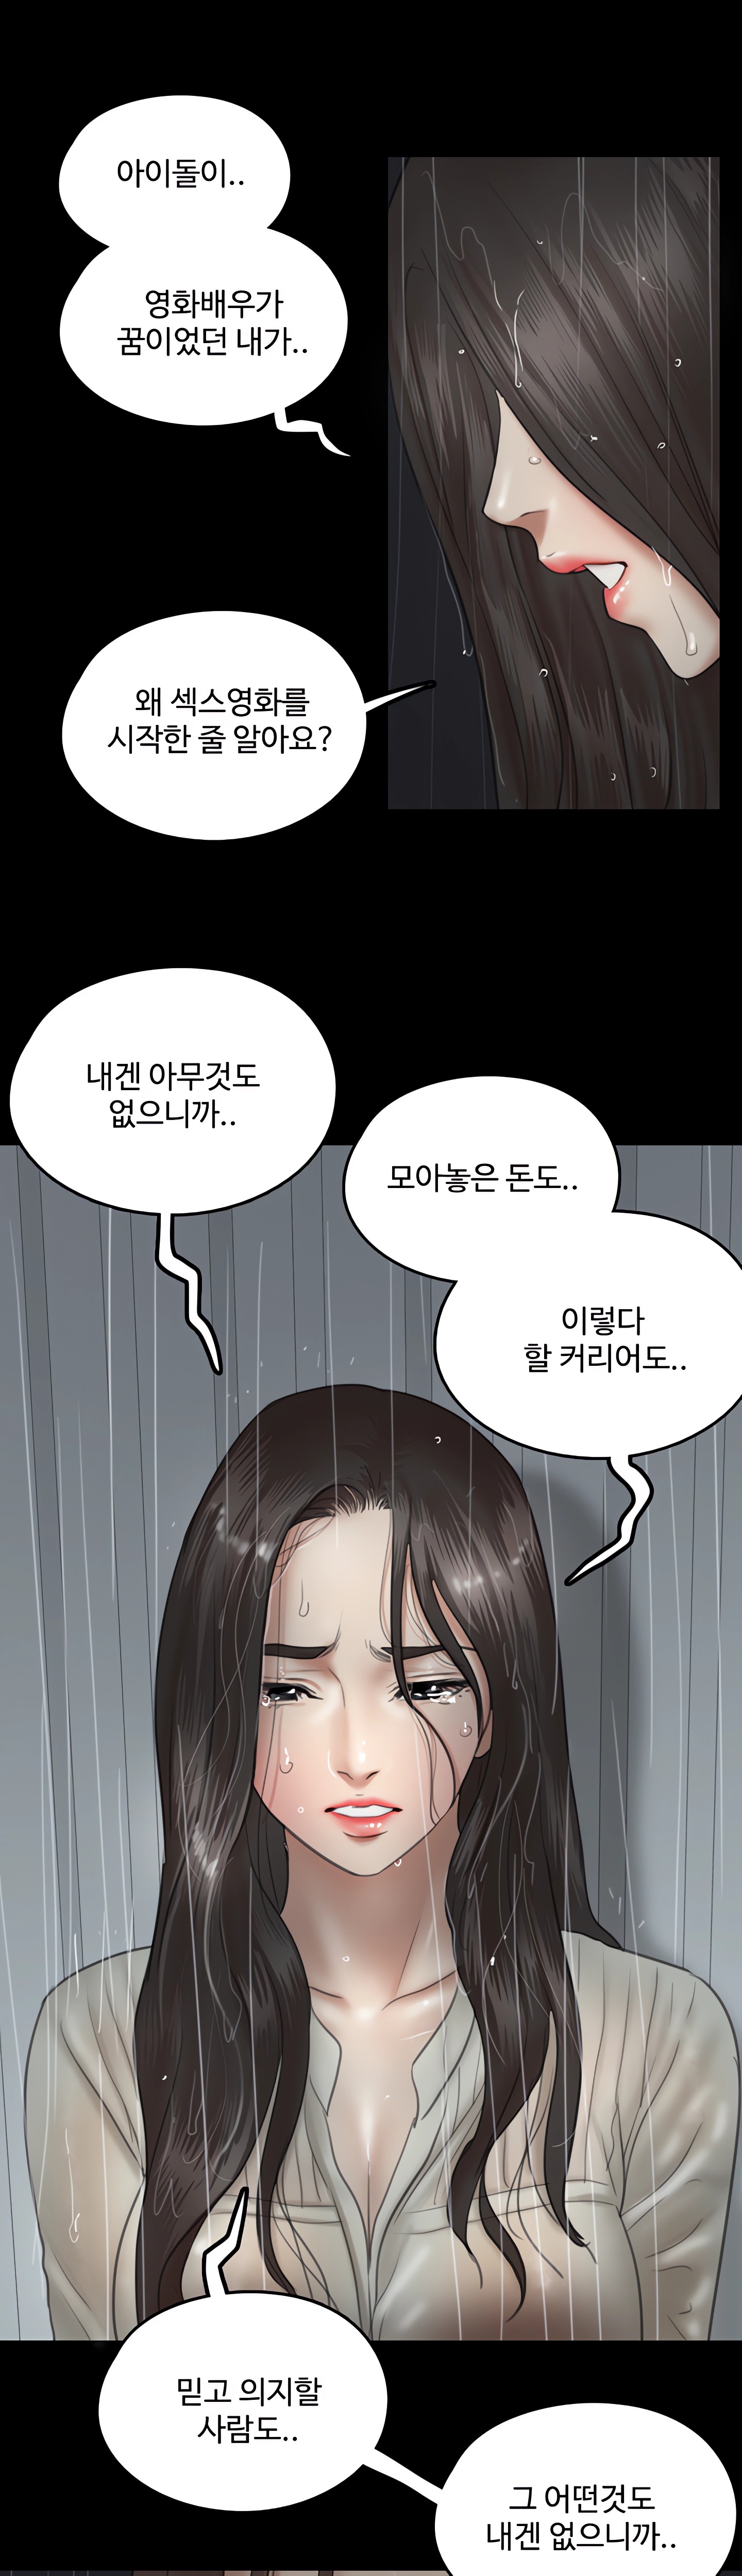 아이돌이..
영화배우가
꿈이었던 내가..
왜 섹스영화를
시작한 줄 알아요?
내겐 아무것도
없으니까..
모아놓은 돈도..
이렇다
할 커리어도..
믿고 의지할
사람도..
그 어떤것도
내겐 없으니까..